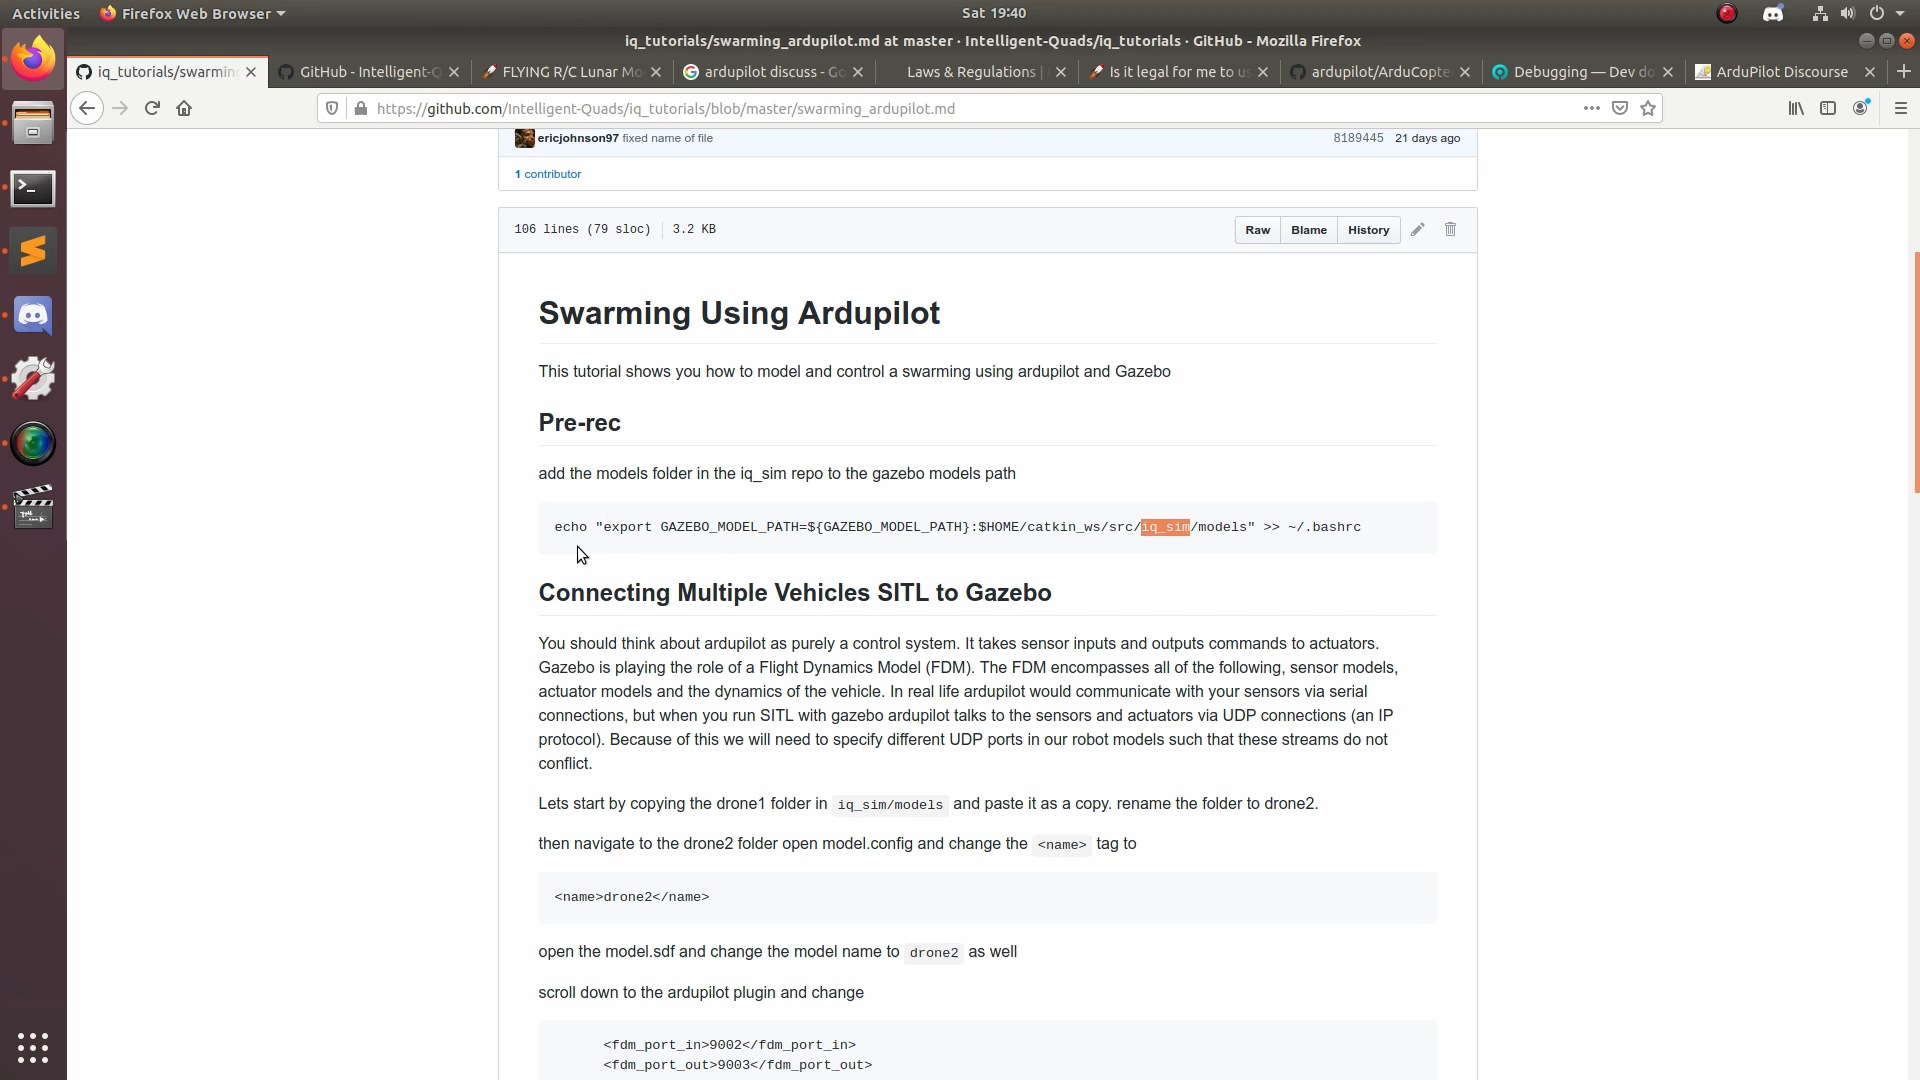 Activities
Firefox Web Browser
Sat 19:40
iq_tutorials/swarming_ardupilot.md at master · Intelligent-Quads/iq_tutorials · GitHub - Mozilla Firefox
iq_tutorials/swarmin
GitHub - Intelligent-Q
FLYING R/C Lunar Mo
ardupilot discuss - Go
Laws & Regulations |
Is it legal for me to us
ardupilot/ArduCopte
Debugging — Dev do
ArduPilot Discourse
https://github.com/Intelligent-Quads/iq_tutorials/blob/master/swarming_ardupilot.md
ericjohnson97 fixed name of file
8189445 21 days ago
1 contributor
106 lines (79 sloc) 3.2 KB
Raw Blame History
Swarming Using Ardupilot
This tutorial shows you how to model and control a swarming using ardupilot and Gazebo
Pre-rec
add the models folder in the iq_sim repo to the gazebo models path
echo "export GAZEBO_MODEL_PATH=${GAZEBO_MODEL_PATH}:$HOME/catkin_ws/src/iq_sim/models" >> ~/.bashrc
Connecting Multiple Vehicles SITL to Gazebo
You should think about ardupilot as purely a control system. It takes sensor inputs and outputs commands to actuators.
Gazebo is playing the role of a Flight Dynamics Model (FDM). The FDM encompasses all of the following, sensor models,
actuator models and the dynamics of the vehicle. In real life ardupilot would communicate with your sensors via serial
connections, but when you run SITL with gazebo ardupilot talks to the sensors and actuators via UDP connections (an IP
protocol). Because of this we will need to specify different UDP ports in our robot models such that these streams do not
conflict.
Lets start by copying the drone1 folder in iq_sim/models and paste it as a copy. rename the folder to drone2.
then navigate to the drone2 folder open model.config and change the <name> tag to
<name>drone2</name>
open the model.sdf and change the model name to drone2 as well
scroll down to the ardupilot plugin and change
<fdm_port_in>9002</fdm_port_in>
<fdm_port_out>9003</fdm_port_out>